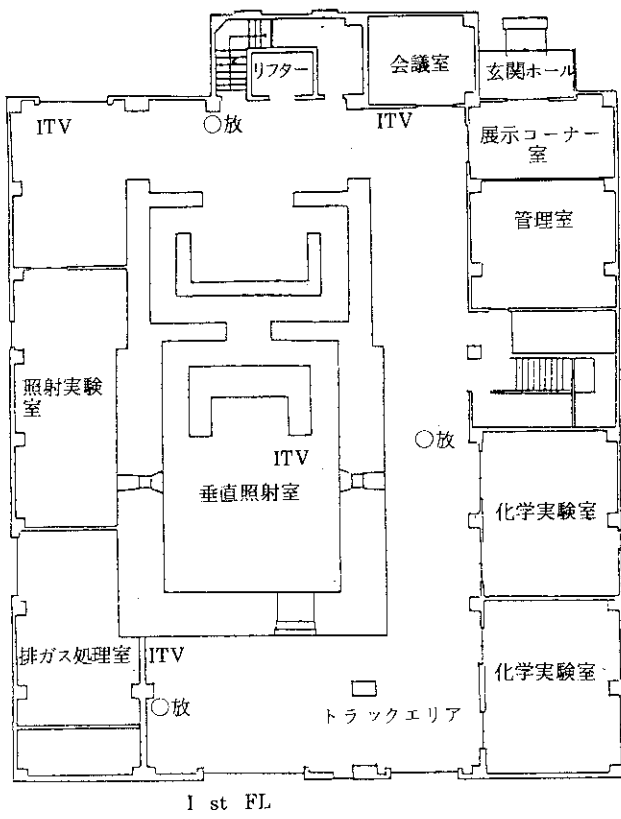 リフター
会議室
玄関ホール
ITV
○放
ITV
展示コーナー
室
管理室
照射実験
室
○放
ITV
垂直照射室
化学実験室
排ガス処理室
ITV
化学実験室
○放
トラックエリア
1 st FL